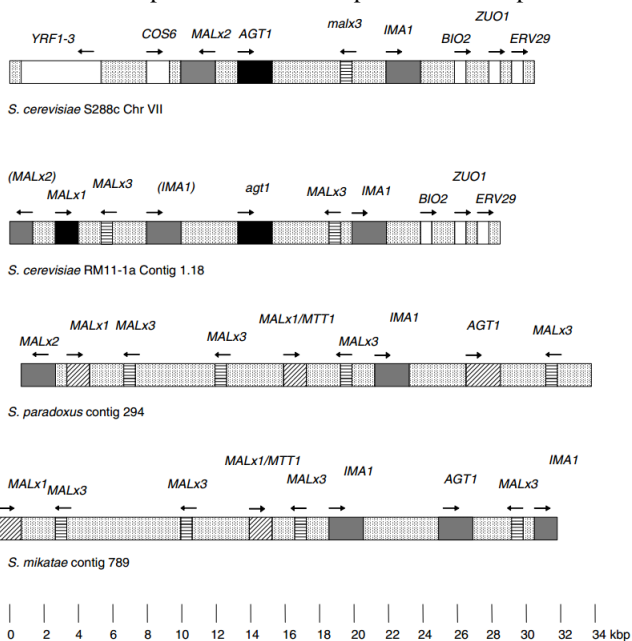 YRF1-3 COS6 MALx2 AGT1 malx3 IMA1 BIO2 ZUO1 ERV29
S. cerevisiae S288c Chr VII
(MALx2) MALx1 MALx3 (IMA1) agt1 MALx3 IMA1 BIO2 ZUO1 ERV29
S. cerevisiae RM11-1a Contig 1.18
MALx2 MALx1 MALx3 MALx3 MALx1/MTT1 MALx3 IMA1 AGT1 MALx3
S. paradoxus contig 294
MALx1 MALx3 MALx3 MALx1/MTT1 MALx3 IMA1 AGT1 MALx3 IMA1
S. mikatae contig 789
0 2 4 6 8 10 12 14 16 18 20 22 24 26 28 30 32 34 kbp